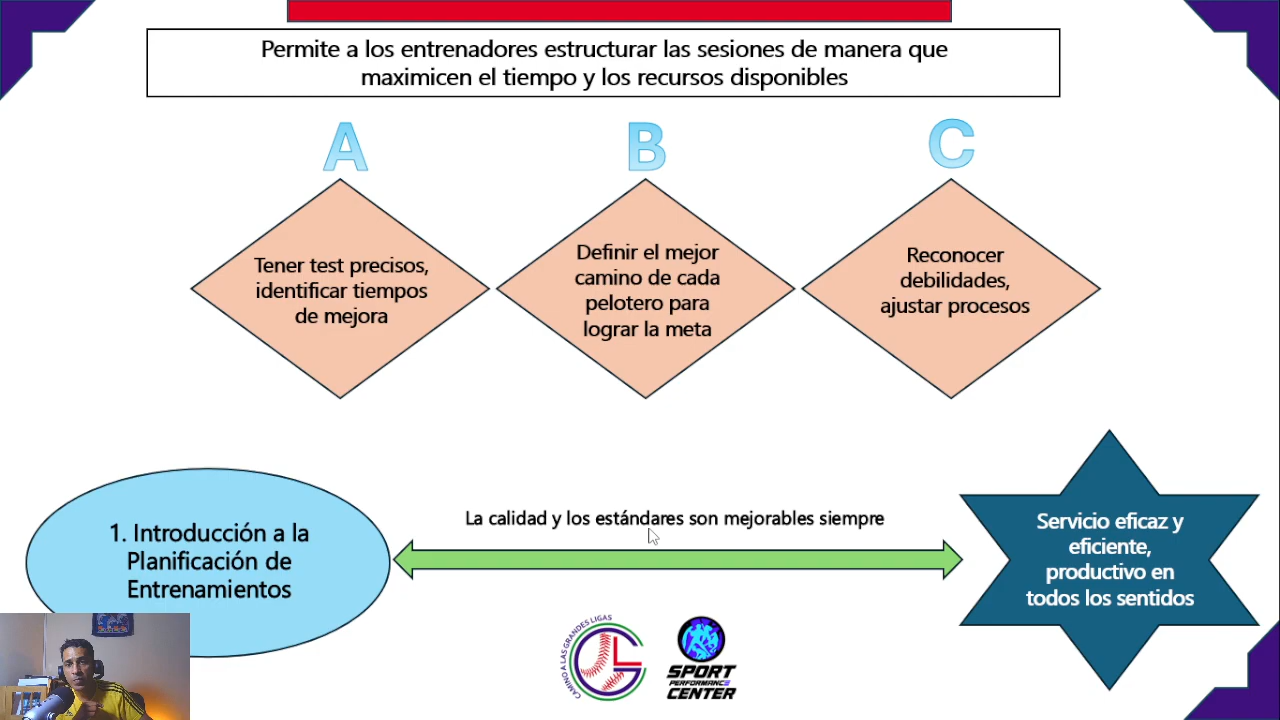 Permite a los entrenadores estructurar las sesiones de manera que
maximicen el tiempo y los recursos disponibles
A
B
C
Tener test precisos,
identificar tiempos
de mejora
Definir el mejor
camino de cada
pelotero para
lograr la meta
Reconocer
debilidades,
ajustar procesos
1. Introducción a la
Planificación de
Entrenamientos
La calidad y los estándares son mejorables siempre
Servicio eficaz y
eficiente,
productivo en
todos los sentidos
CAMINO A LAS GRANDES LIGAS
SPORT
PERFORMANCE
CENTER